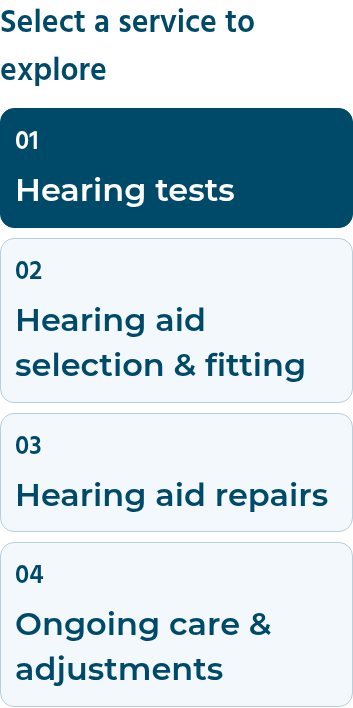 Select a service to
explore
01
Hearing tests
02
Hearing aid
selection & fitting
03
Hearing aid repairs
04
Ongoing care &
adjustments